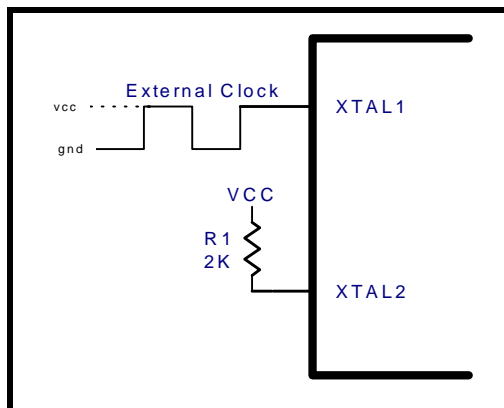 External Clock
vcc
gnd
XTAL1
VCC
R1
2K
XTAL2